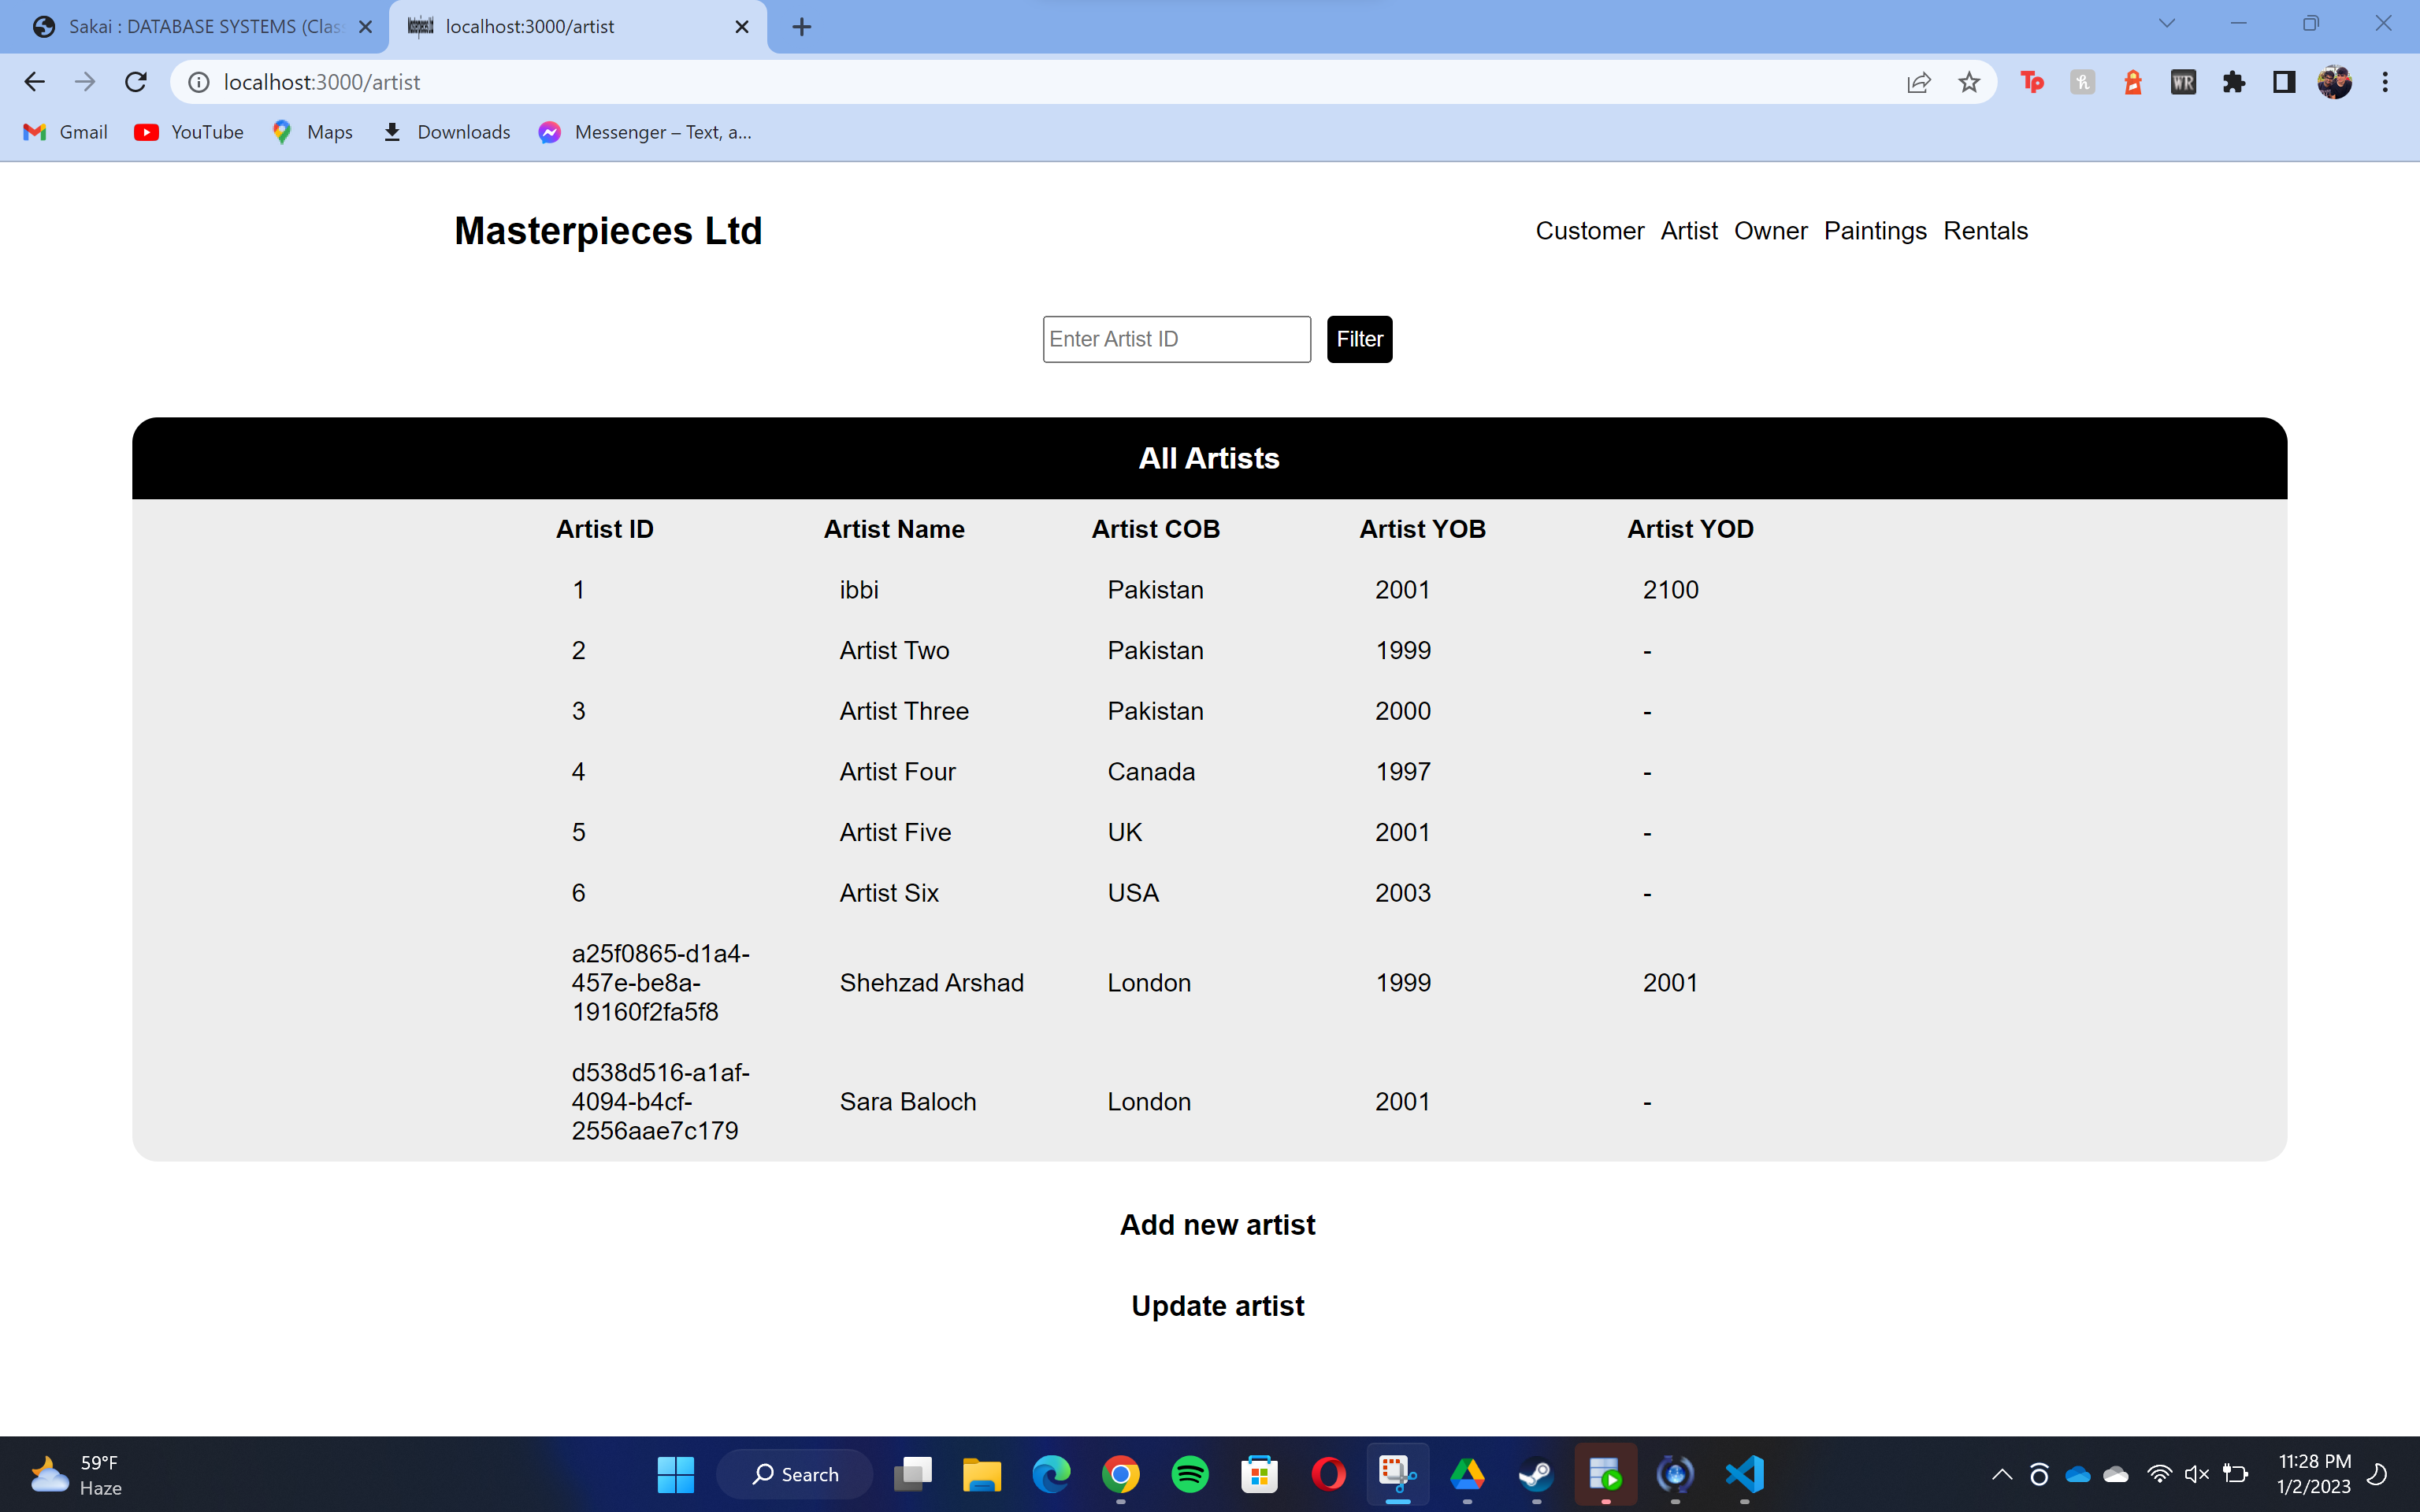 Sakai : DATABASE SYSTEMS (Clas
localhost:3000/artist
localhost:3000/artist
Gmail YouTube Maps Downloads Messenger – Text, a...
Masterpieces Ltd
Customer Artist Owner Paintings Rentals
Enter Artist ID Filter
All Artists
Artist ID Artist Name Artist COB Artist YOB Artist YOD
1 ibbi Pakistan 2001 2100
2 Artist Two Pakistan 1999 -
3 Artist Three Pakistan 2000 -
4 Artist Four Canada 1997 -
5 Artist Five UK 2001 -
6 Artist Six USA 2003 -
a25f0865-d1a4-
457e-be8a-
19160f2fa5f8
Shehzad Arshad London 1999 2001
d538d516-a1af-
4094-b4cf-
2556aae7c179
Sara Baloch London 2001 -
Add new artist
Update artist
59°F
Haze
Search
11:28 PM
1/2/2023